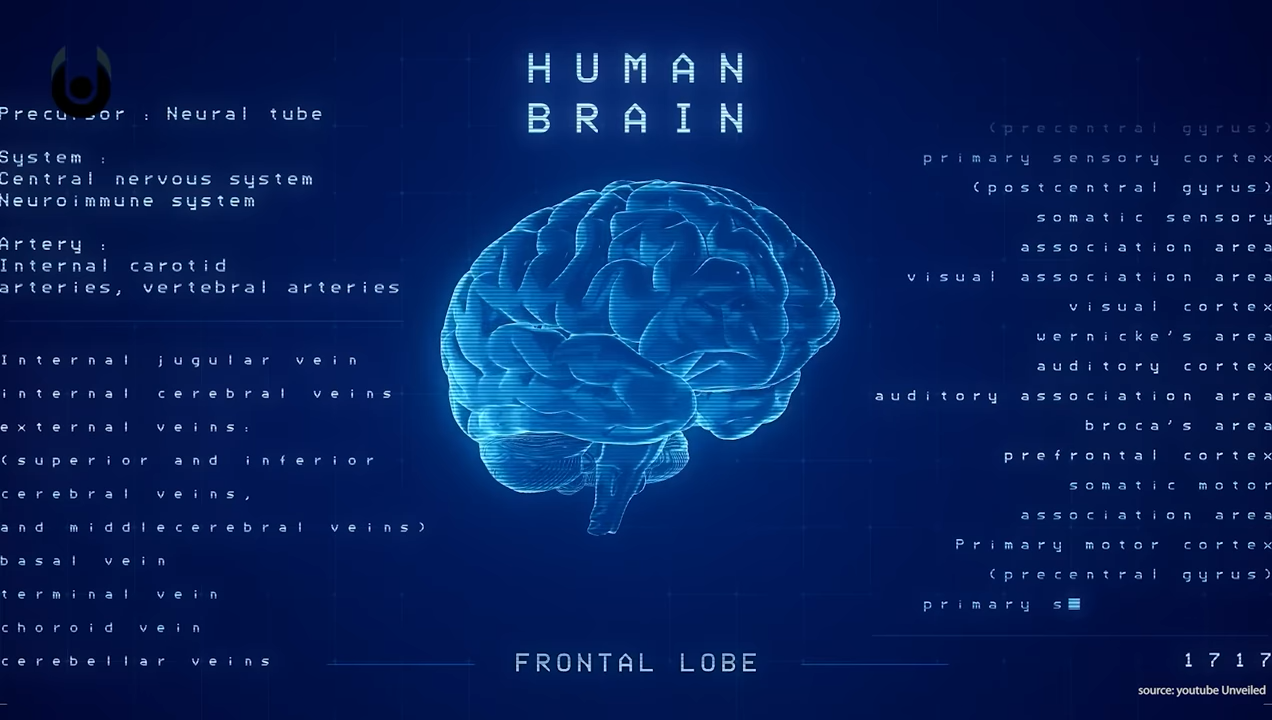 HUMAN
BRAIN
Precursor : Neural tube
System :
Central nervous system
Neuroimmune system
Artery :
Internal carotid
arteries, vertebral arteries
Internal jugular vein
internal cerebral veins
external veins:
(superior and inferior
cerebral veins,
and middlecerebral veins)
basal vein
terminal vein
choroid vein
cerebellar veins
(precentral gyrus)
primary sensory cortex
(postcentral gyrus)
somatic sensory
association area
visual association area
visual cortex
wernicke's area
auditory cortex
auditory association area
broca's area
prefrontal cortex
somatic motor
association area
Primary motor cortex
(precentral gyrus)
primary s
FRONTAL LOBE
1717
source: youtube Unveiled